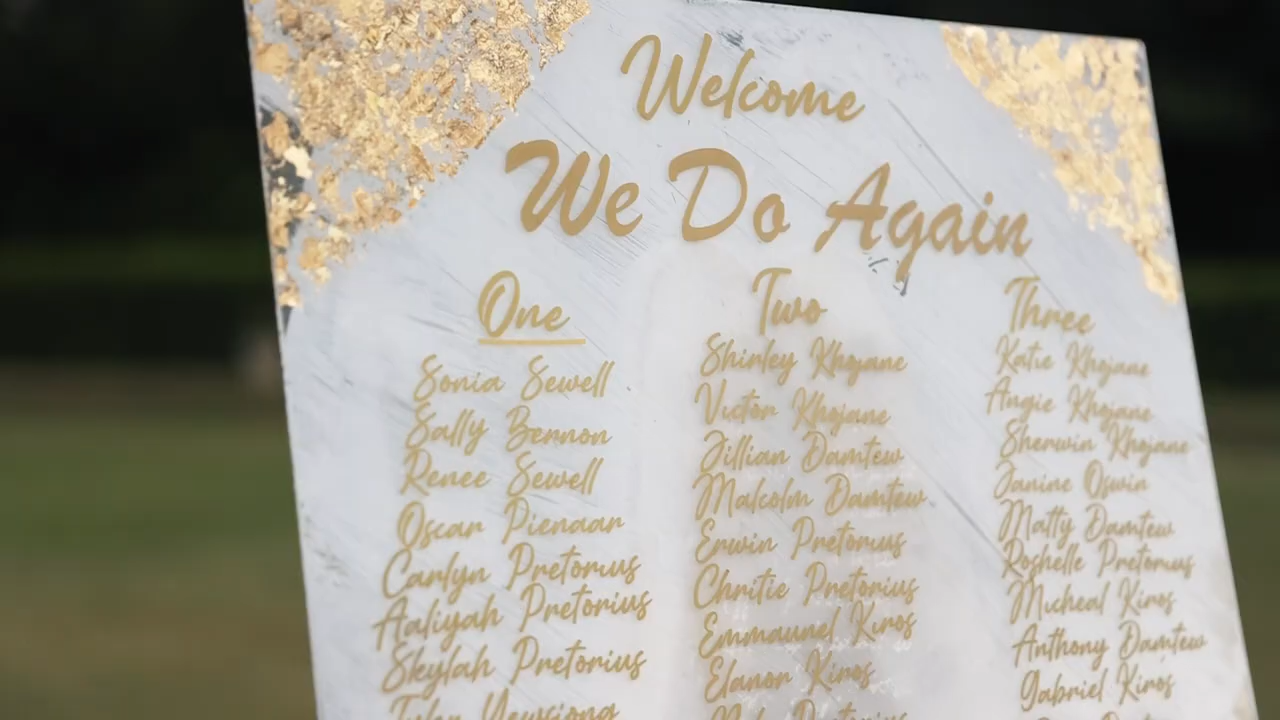 Welcome
We Do Again
One
Sonia Sewell
Sally Bernon
Renee Sewell
Oscar Pienaar
Carlyn Pretorius
Aaliyah Pretorius
Skylah Pretorius
Two
Shirley Khojane
Victor Khojane
Jillian Damtew
Malcolm Damtew
Erwin Pretorius
Chritie Pretorius
Emmaunel Kiros
Elanor Kiros
Three
Katie Khojane
Angie Khojane
Sherwin Khojane
Janine Oswin
Matty Damtew
Roshelle Pretorius
Micheal Kiros
Anthony Damtew
Gabriel Kiros